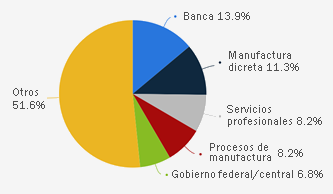 Banca 13.9%
Manufactura
dicreta 11.3%
Otros
51.6%
Servicios
profesionales 8.2%
Procesos de
manufactura 8.2%
Gobierno federal/central 6.8%